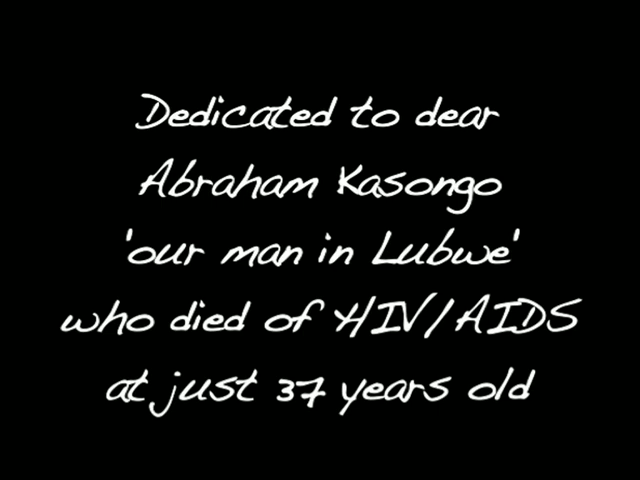 Dedicated to dear
Abraham Kasongo
'our man in Lubwe'
who died of HIV/AIDS
at just 37 years old